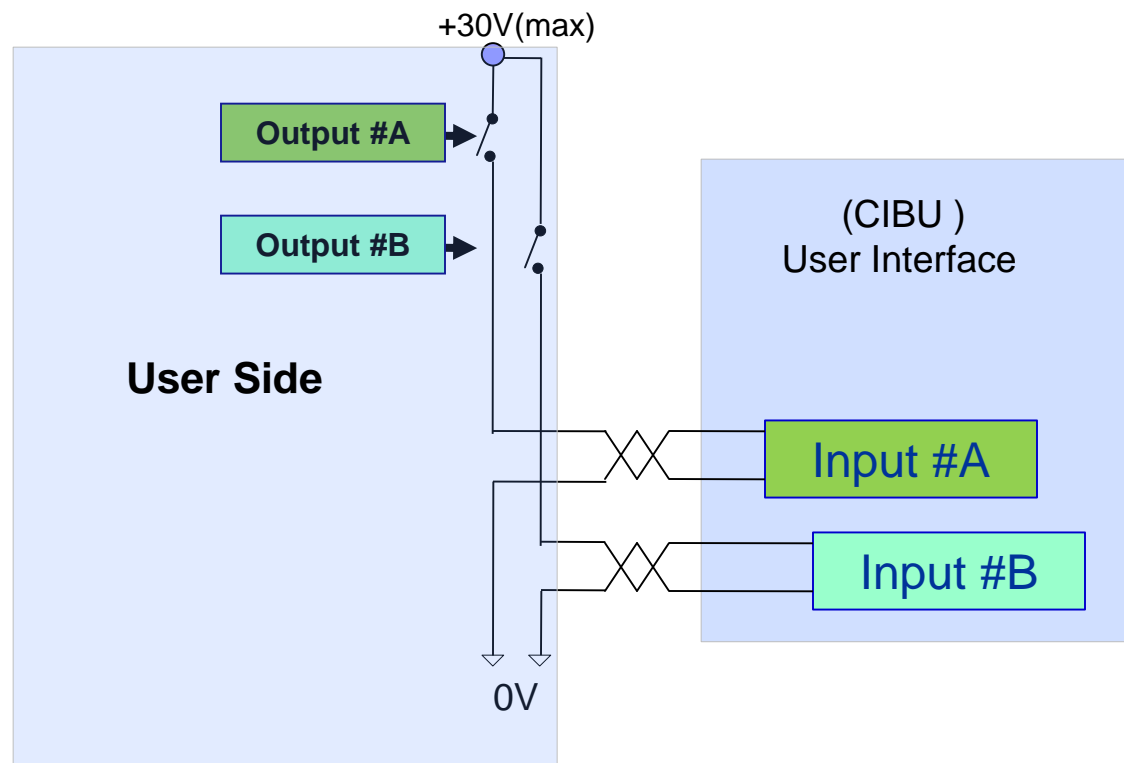 +30V(max)
Output #A
(CIBU )
User Interface
Output #B
User Side
Input #A
Input #B
0V